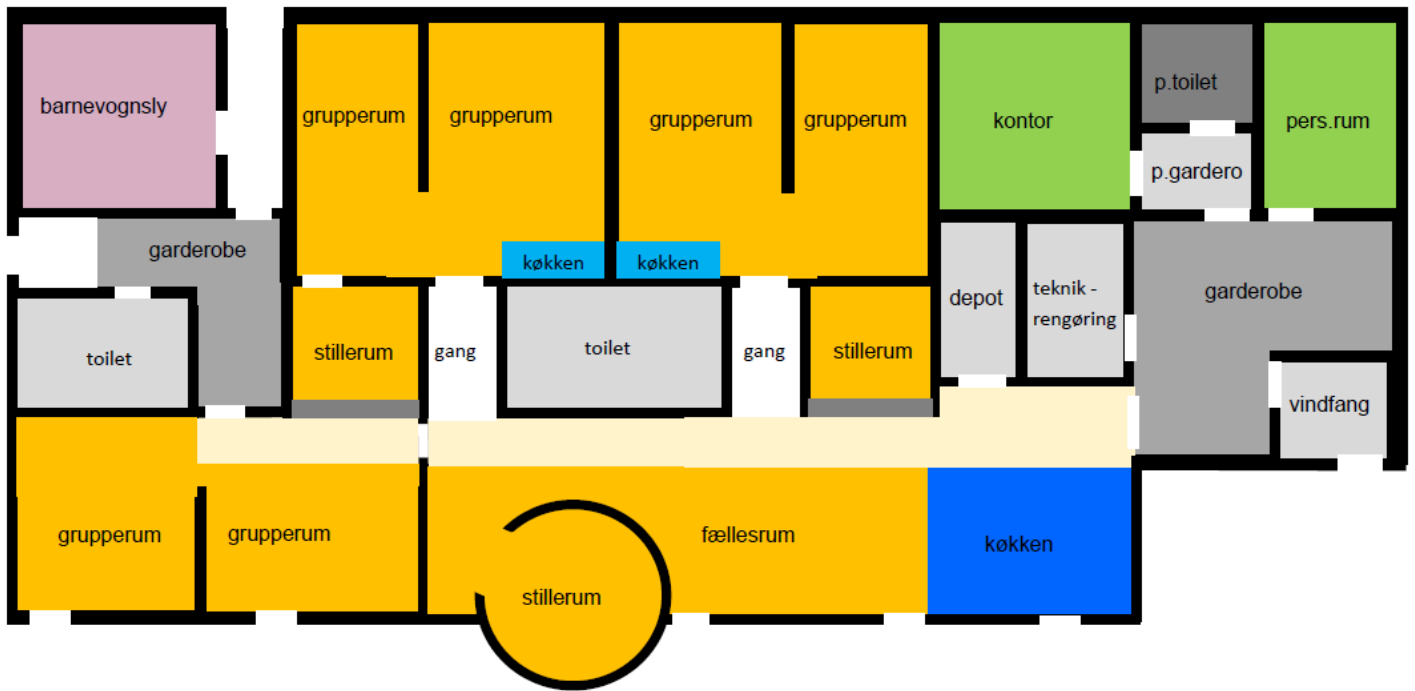 barnevognsly
grupperum
grupperum
grupperum
grupperum
kontor
p.toilet
p.gardero
pers.rum
garderobe
køkken
køkken
depot
teknik -
rengøring
garderobe
toilet
stillerum
gang
toilet
gang
stillerum
vindfang
grupperum
grupperum
stillerum
fællesrum
køkken